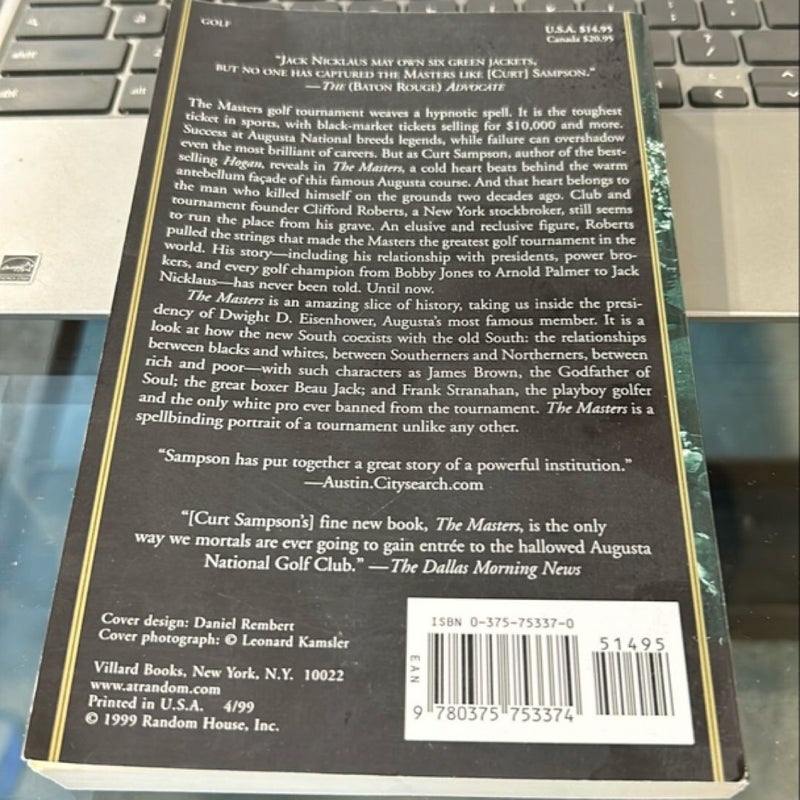 GOLF
U.S.A. $14.95
Canada $20.95
"JACK NICKLAUS MAY OWN SIX GREEN JACKETS,
BUT NO ONE HAS CAPTURED THE MASTERS LIKE [CURT] SAMPSON."
—THE (BATON ROUGE) ADVOCATE
The Masters golf tournament weaves a hypnotic spell. It is the toughest
ticket in sports, with black-market tickets selling for $10,000 and more.
Success at Augusta National breeds legends, while failure can overshadow
even the most brilliant of careers. But as Curt Sampson, author of the best-
selling Hogan, reveals in The Masters, a cold heart beats behind the warm
antebellum façade of this famous Augusta course. And that heart belongs to
the man who killed himself on the grounds two decades ago. Club and
tournament founder Clifford Roberts, a New York stockbroker, still seems
to run the place from his grave. An elusive and reclusive figure, Roberts
pulled the strings that made the Masters the greatest golf tournament in the
world. His story—including his relationship with presidents, power bro-
kers, and every golf champion from Bobby Jones to Arnold Palmer to Jack
Nicklaus—has never been told. Until now.
The Masters is an amazing slice of history, taking us inside the presi-
dency of Dwight D. Eisenhower, Augusta's most famous member. It is a
look at how the new South coexists with the old South: the relationships
between blacks and whites, between Southerners and Northerners, between
rich and poor—with such characters as James Brown, the Godfather of
Soul; the great boxer Beau Jack; and Frank Stranahan, the playboy golfer
and the only white pro ever banned from the tournament. The Masters is a
spellbinding portrait of a tournament unlike any other.
"Sampson has put together a great story of a powerful institution."
—Austin.Citysearch.com
"[Curt Sampson's] fine new book, The Masters, is the only
way we mortals are ever going to gain entrée to the hallowed Augusta
National Golf Club." —The Dallas Morning News
Cover design: Daniel Rembert
Cover photograph: © Leonard Kamsler
Villard Books, New York, N.Y. 10022
www.atrandom.com
Printed in U.S.A. 4/99
© 1999 Random House, Inc.
ISBN 0-375-75337-0
51495
EAN
9 780375 753374
alt
alt
ctrl